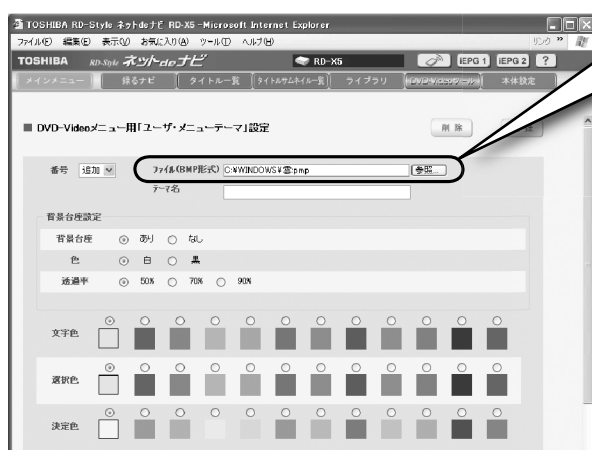 TOSHIBA RD-Style ネットdeナビ RD-X5 -Microsoft Internet Explorer
ファイル(F) 編集(E) 表示(V) お気に入り(A) ツール(T) ヘルプ(H) リンク »
TOSHIBA RD-Style ネットdeナビ RD-X5 iEPG 1 iEPG 2 ?
メインメニュー 録るナビ タイトル一覧 タイトルサムネイル一覧 ライブラリ 本体設定
■ DVD-Videoメニュー用「ユーザ・メニューテーマ」設定 削除
番号 追加 ファイル(BMP形式) C:¥WINDOWS¥雲:pmp 参照...
テーマ名
背景台座設定
背景台座 あり なし
色 白 黒
透過率 50% 70% 90%
文字色
選択色
決定色